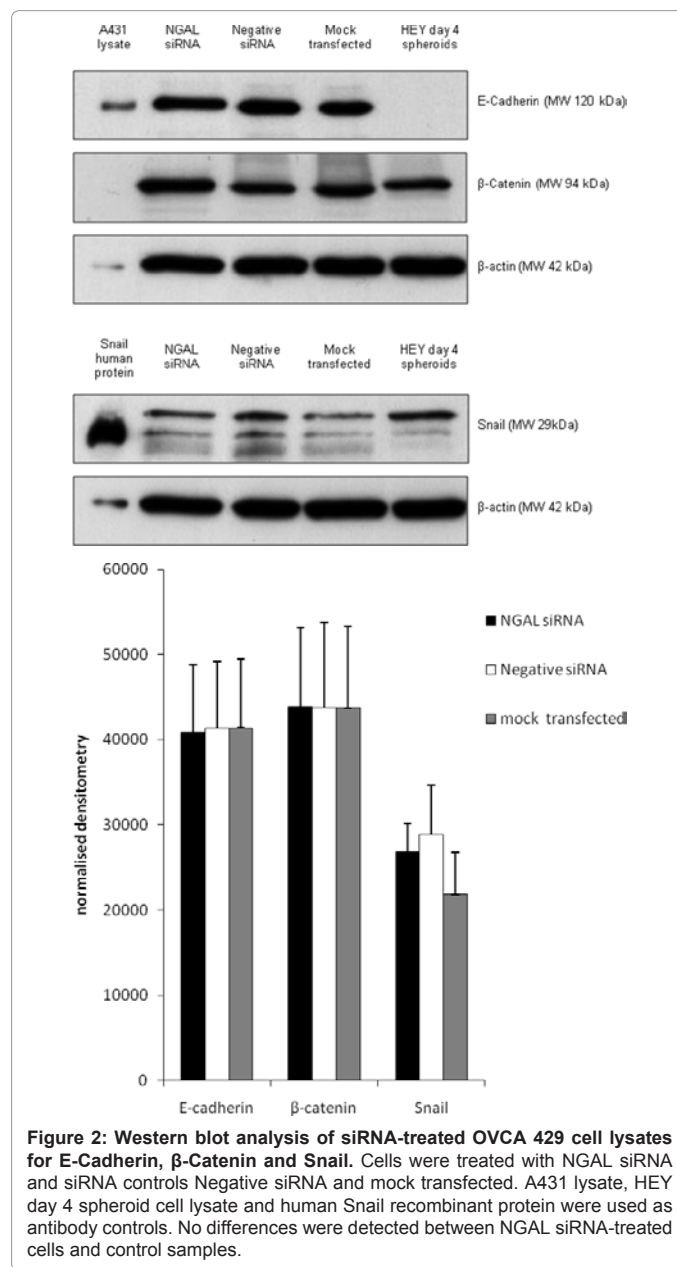 A431 lysate NGAL siRNA Negative siRNA Mock transfected HEY day 4 spheroids
E-Cadherin (MW 120 kDa)
β-Catenin (MW 94 kDa)
β-actin (MW 42 kDa)
Snail human protein NGAL siRNA Negative siRNA Mock transfected HEY day 4 spheroids
Snail (MW 29kDa)
β-actin (MW 42 kDa)
60000
50000
40000
30000
20000
10000
0
normalised densitometry
NGAL siRNA
Negative siRNA
mock transfected
E-cadherin β-catenin Snail
Figure 2: Western blot analysis of siRNA-treated OVCA 429 cell lysates
for E-Cadherin, β-Catenin and Snail. Cells were treated with NGAL siRNA
and siRNA controls Negative siRNA and mock transfected. A431 lysate, HEY
day 4 spheroid cell lysate and human Snail recombinant protein were used as
antibody controls. No differences were detected between NGAL siRNA-treated
cells and control samples.